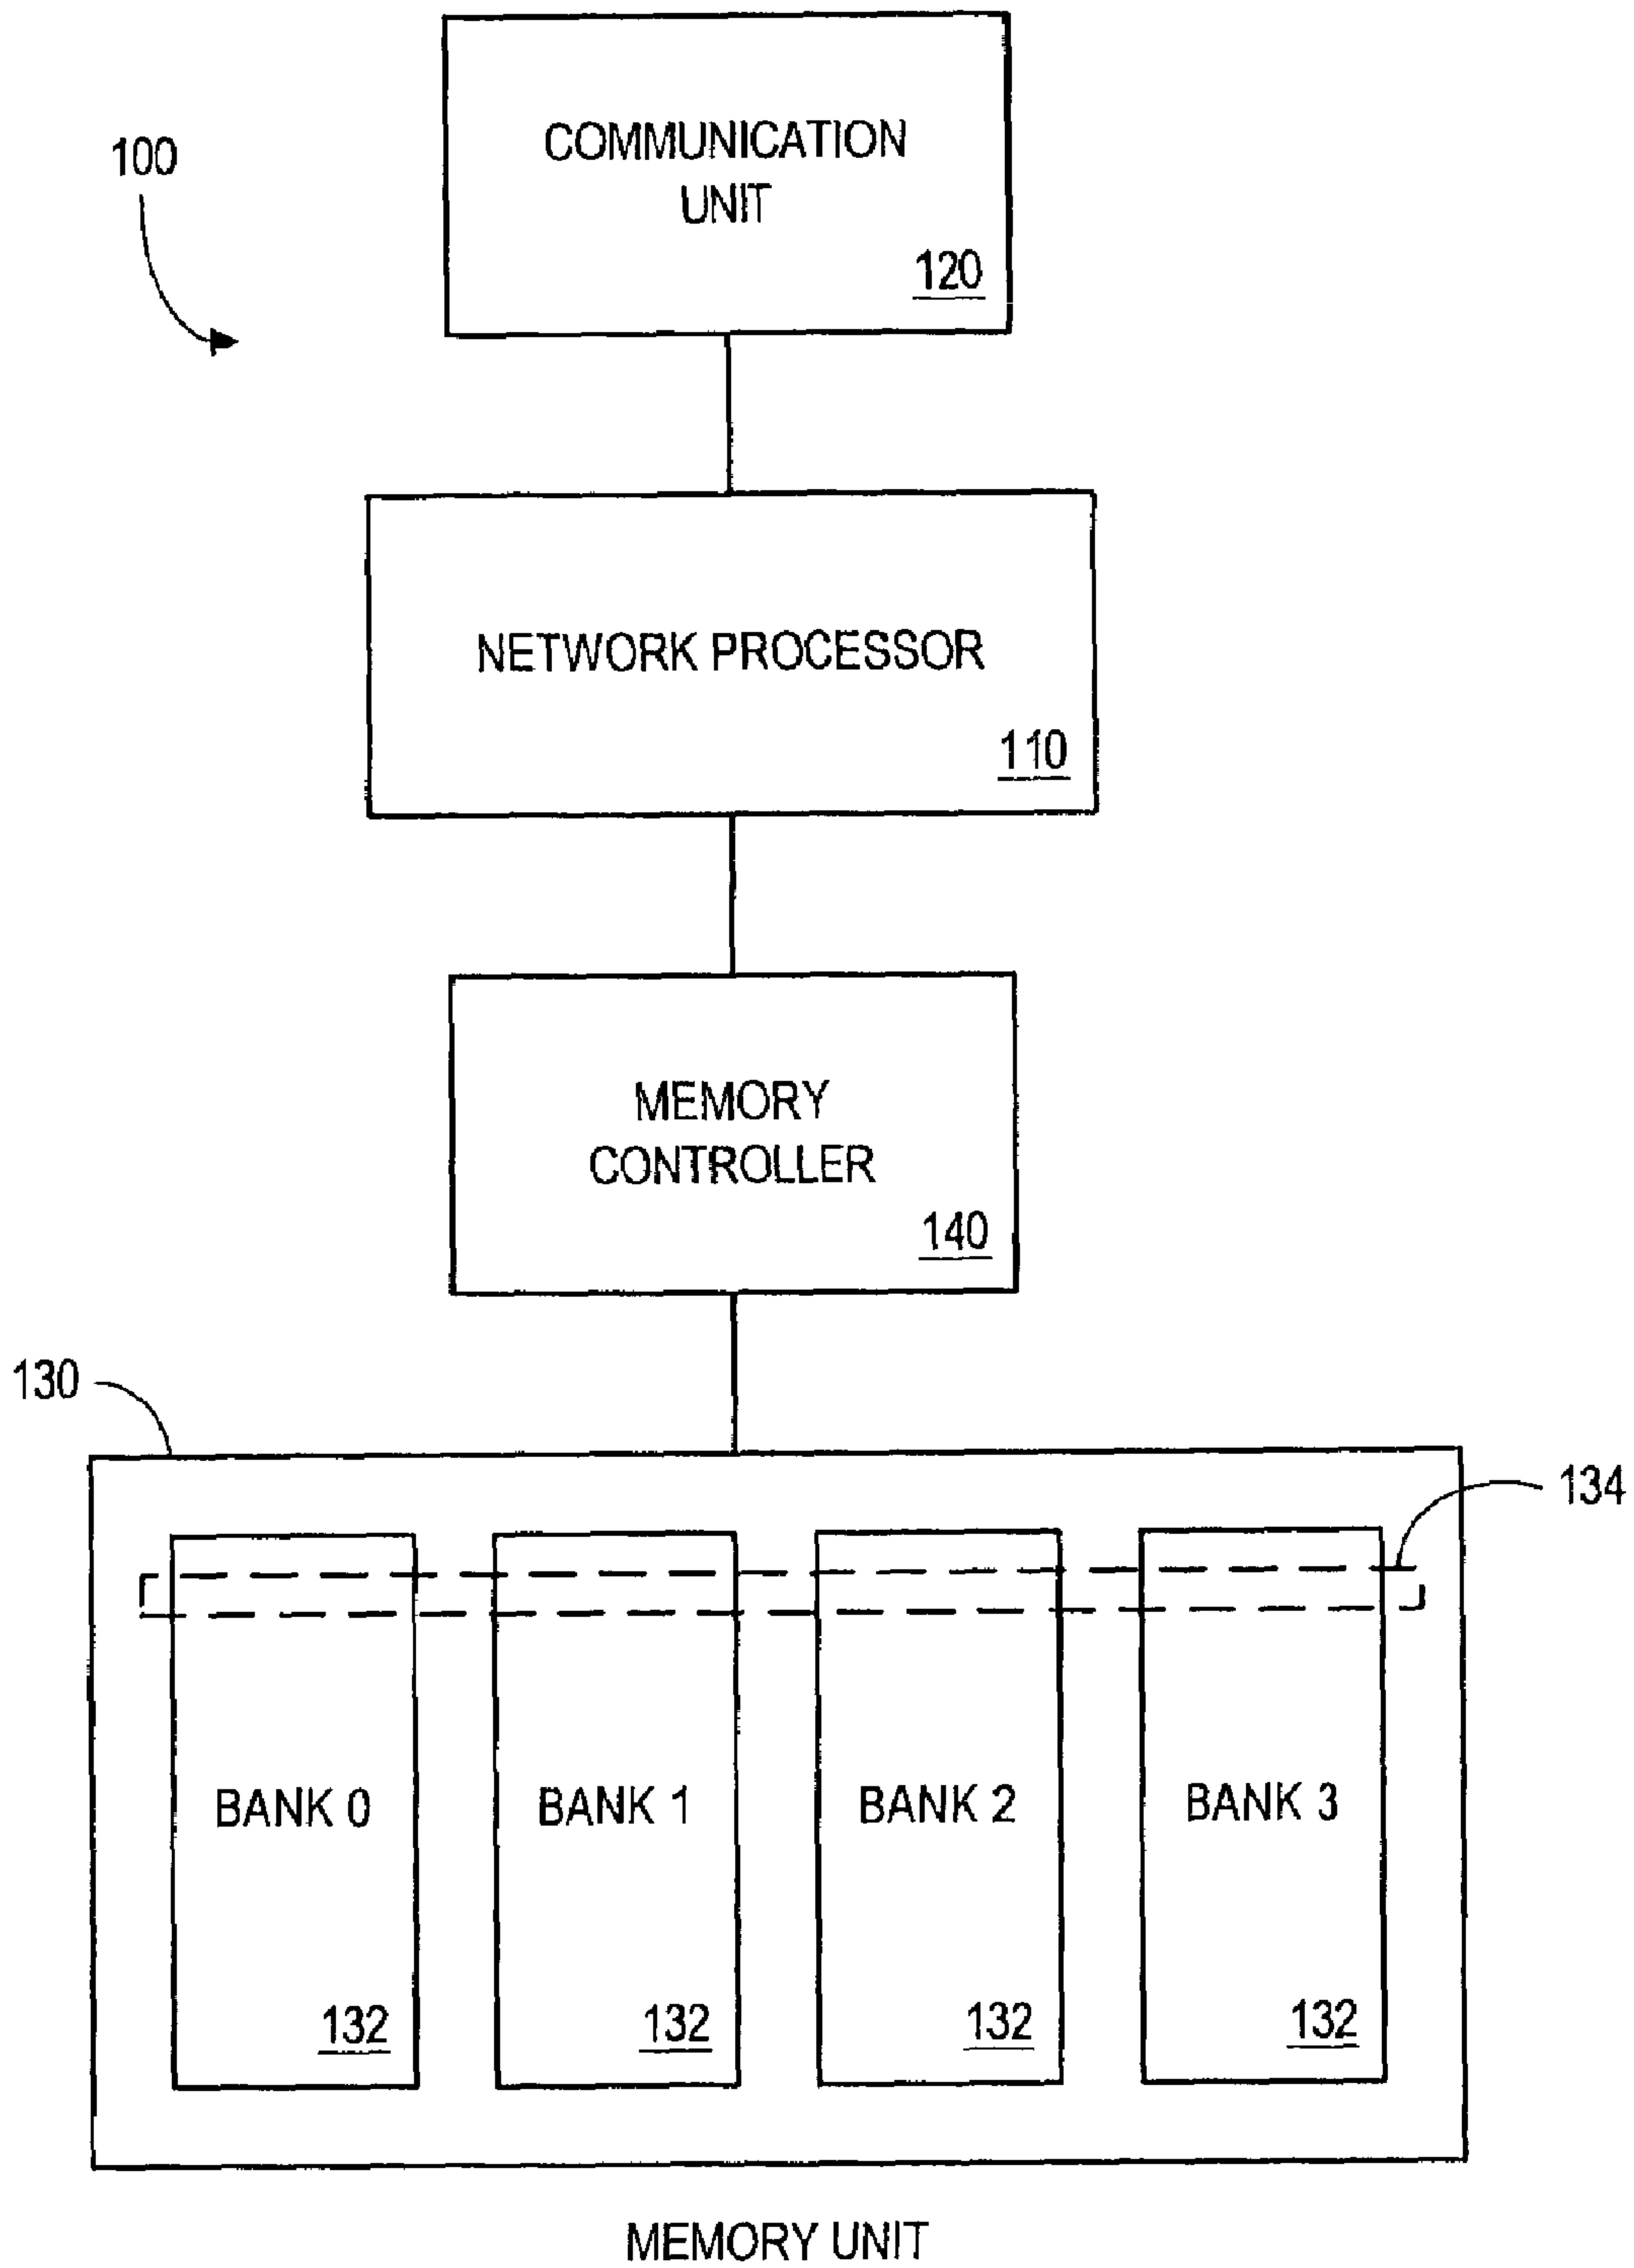 COMMUNICATION
UNIT
100
120
NETWORK PROCESSOR
110
MEMORY
CONTROLLER
140
130
134
BANK 0
BANK 1
BANK 2
BANK 3
132
132
132
132
MEMORY UNIT